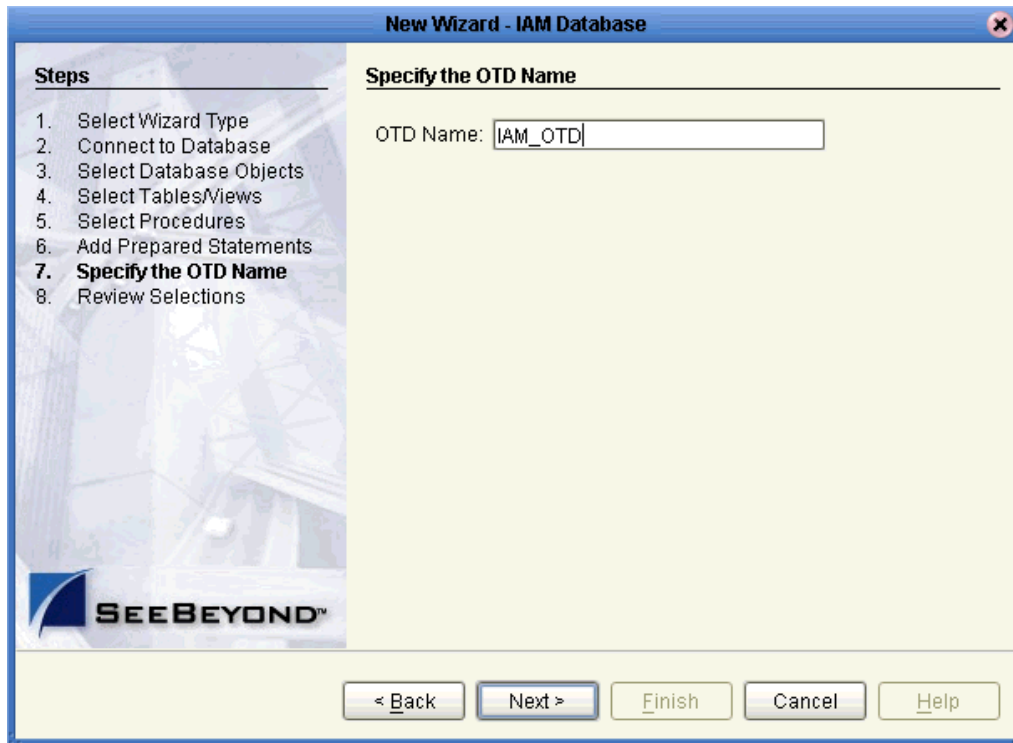 New Wizard - IAM Database
Steps
1. Select Wizard Type
2. Connect to Database
3. Select Database Objects
4. Select Tables/Views
5. Select Procedures
6. Add Prepared Statements
7. Specify the OTD Name
8. Review Selections
SEEBEYOND™
Specify the OTD Name
OTD Name: IAM_OTD
< Back Next > Finish Cancel Help